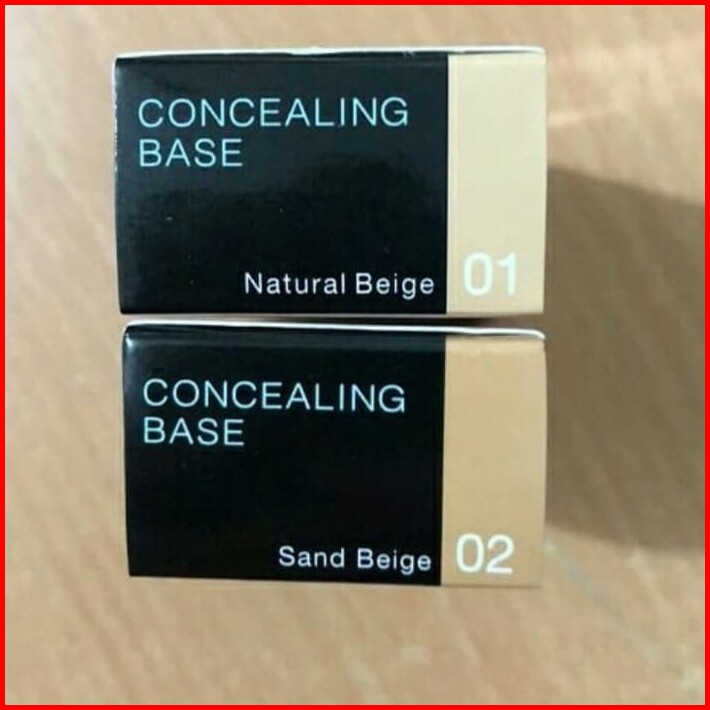 CONCEALING
BASE
Natural Beige 01
CONCEALING
BASE
Sand Beige 02